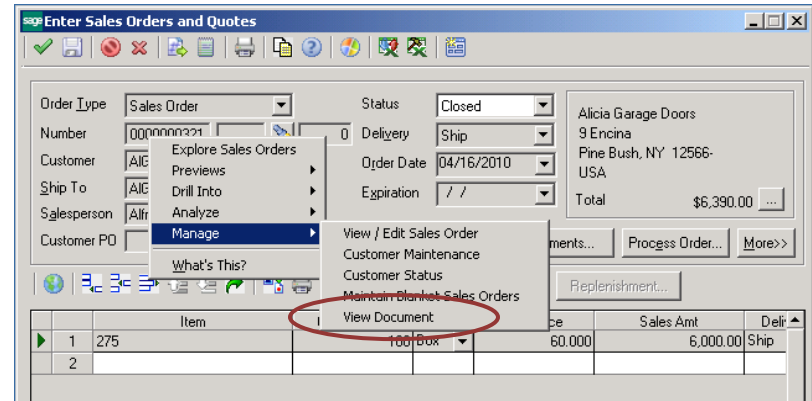 sage Enter Sales Orders and Quotes
Order Type Sales Order Status Closed
Alicia Garage Doors
Number 0000000321 0 Delivery Ship
9 Encina
Explore Sales Orders
Pine Bush, NY 12566-
Customer Previews Order Date 04/16/2010
USA
Ship To Drill Into Expiration / /
Total $6,390.00 ...
Salesperson Analyze
Customer PO Manage
View / Edit Sales Order
Process Order... More>>
What's This?
Customer Maintenance
Customer Status
Replenishment...
Maintain Blanket Sales Orders
View Document
Item Sales Amt
1 275 100 Box 60.000 6,000.00 Ship
2